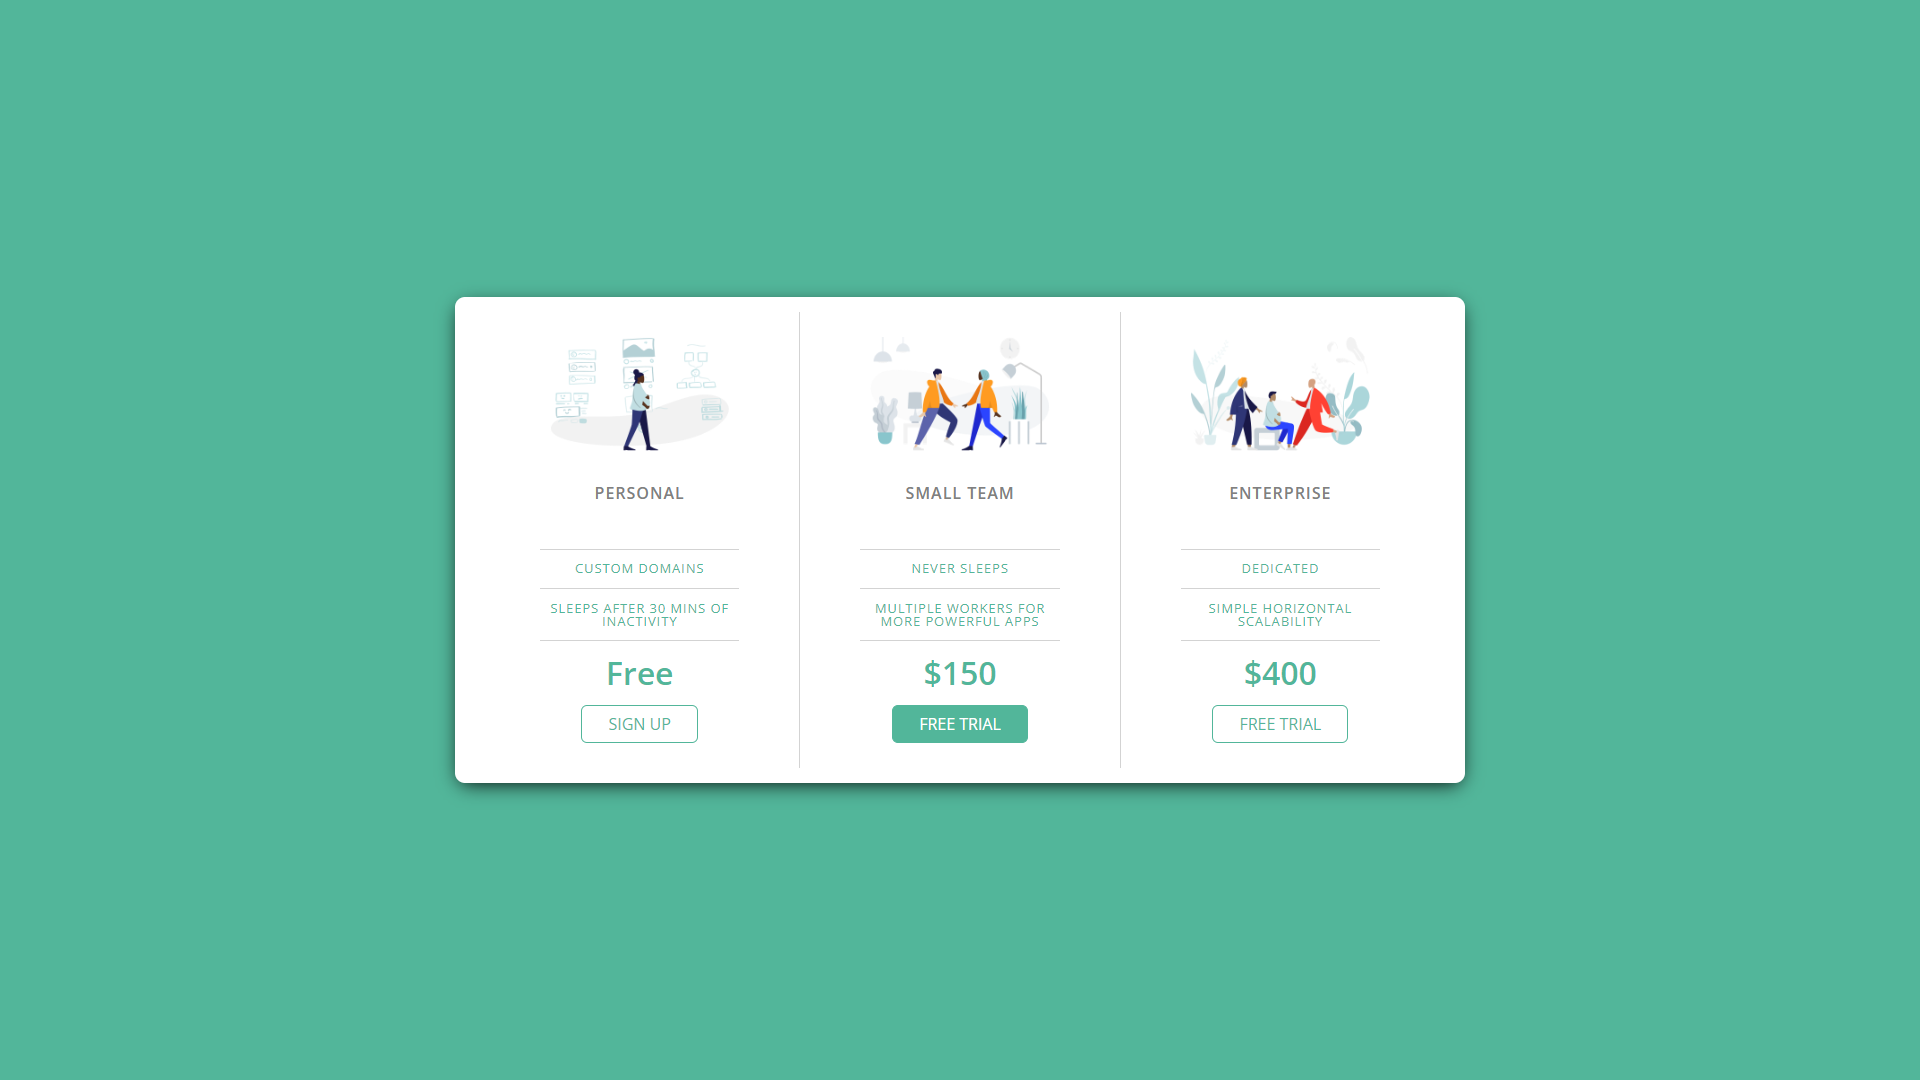 PERSONAL
CUSTOM DOMAINS
SLEEPS AFTER 30 MINS OF
INACTIVITY
Free
SIGN UP
SMALL TEAM
NEVER SLEEPS
MULTIPLE WORKERS FOR
MORE POWERFUL APPS
$150
FREE TRIAL
ENTERPRISE
DEDICATED
SIMPLE HORIZONTAL
SCALABILITY
$400
FREE TRIAL